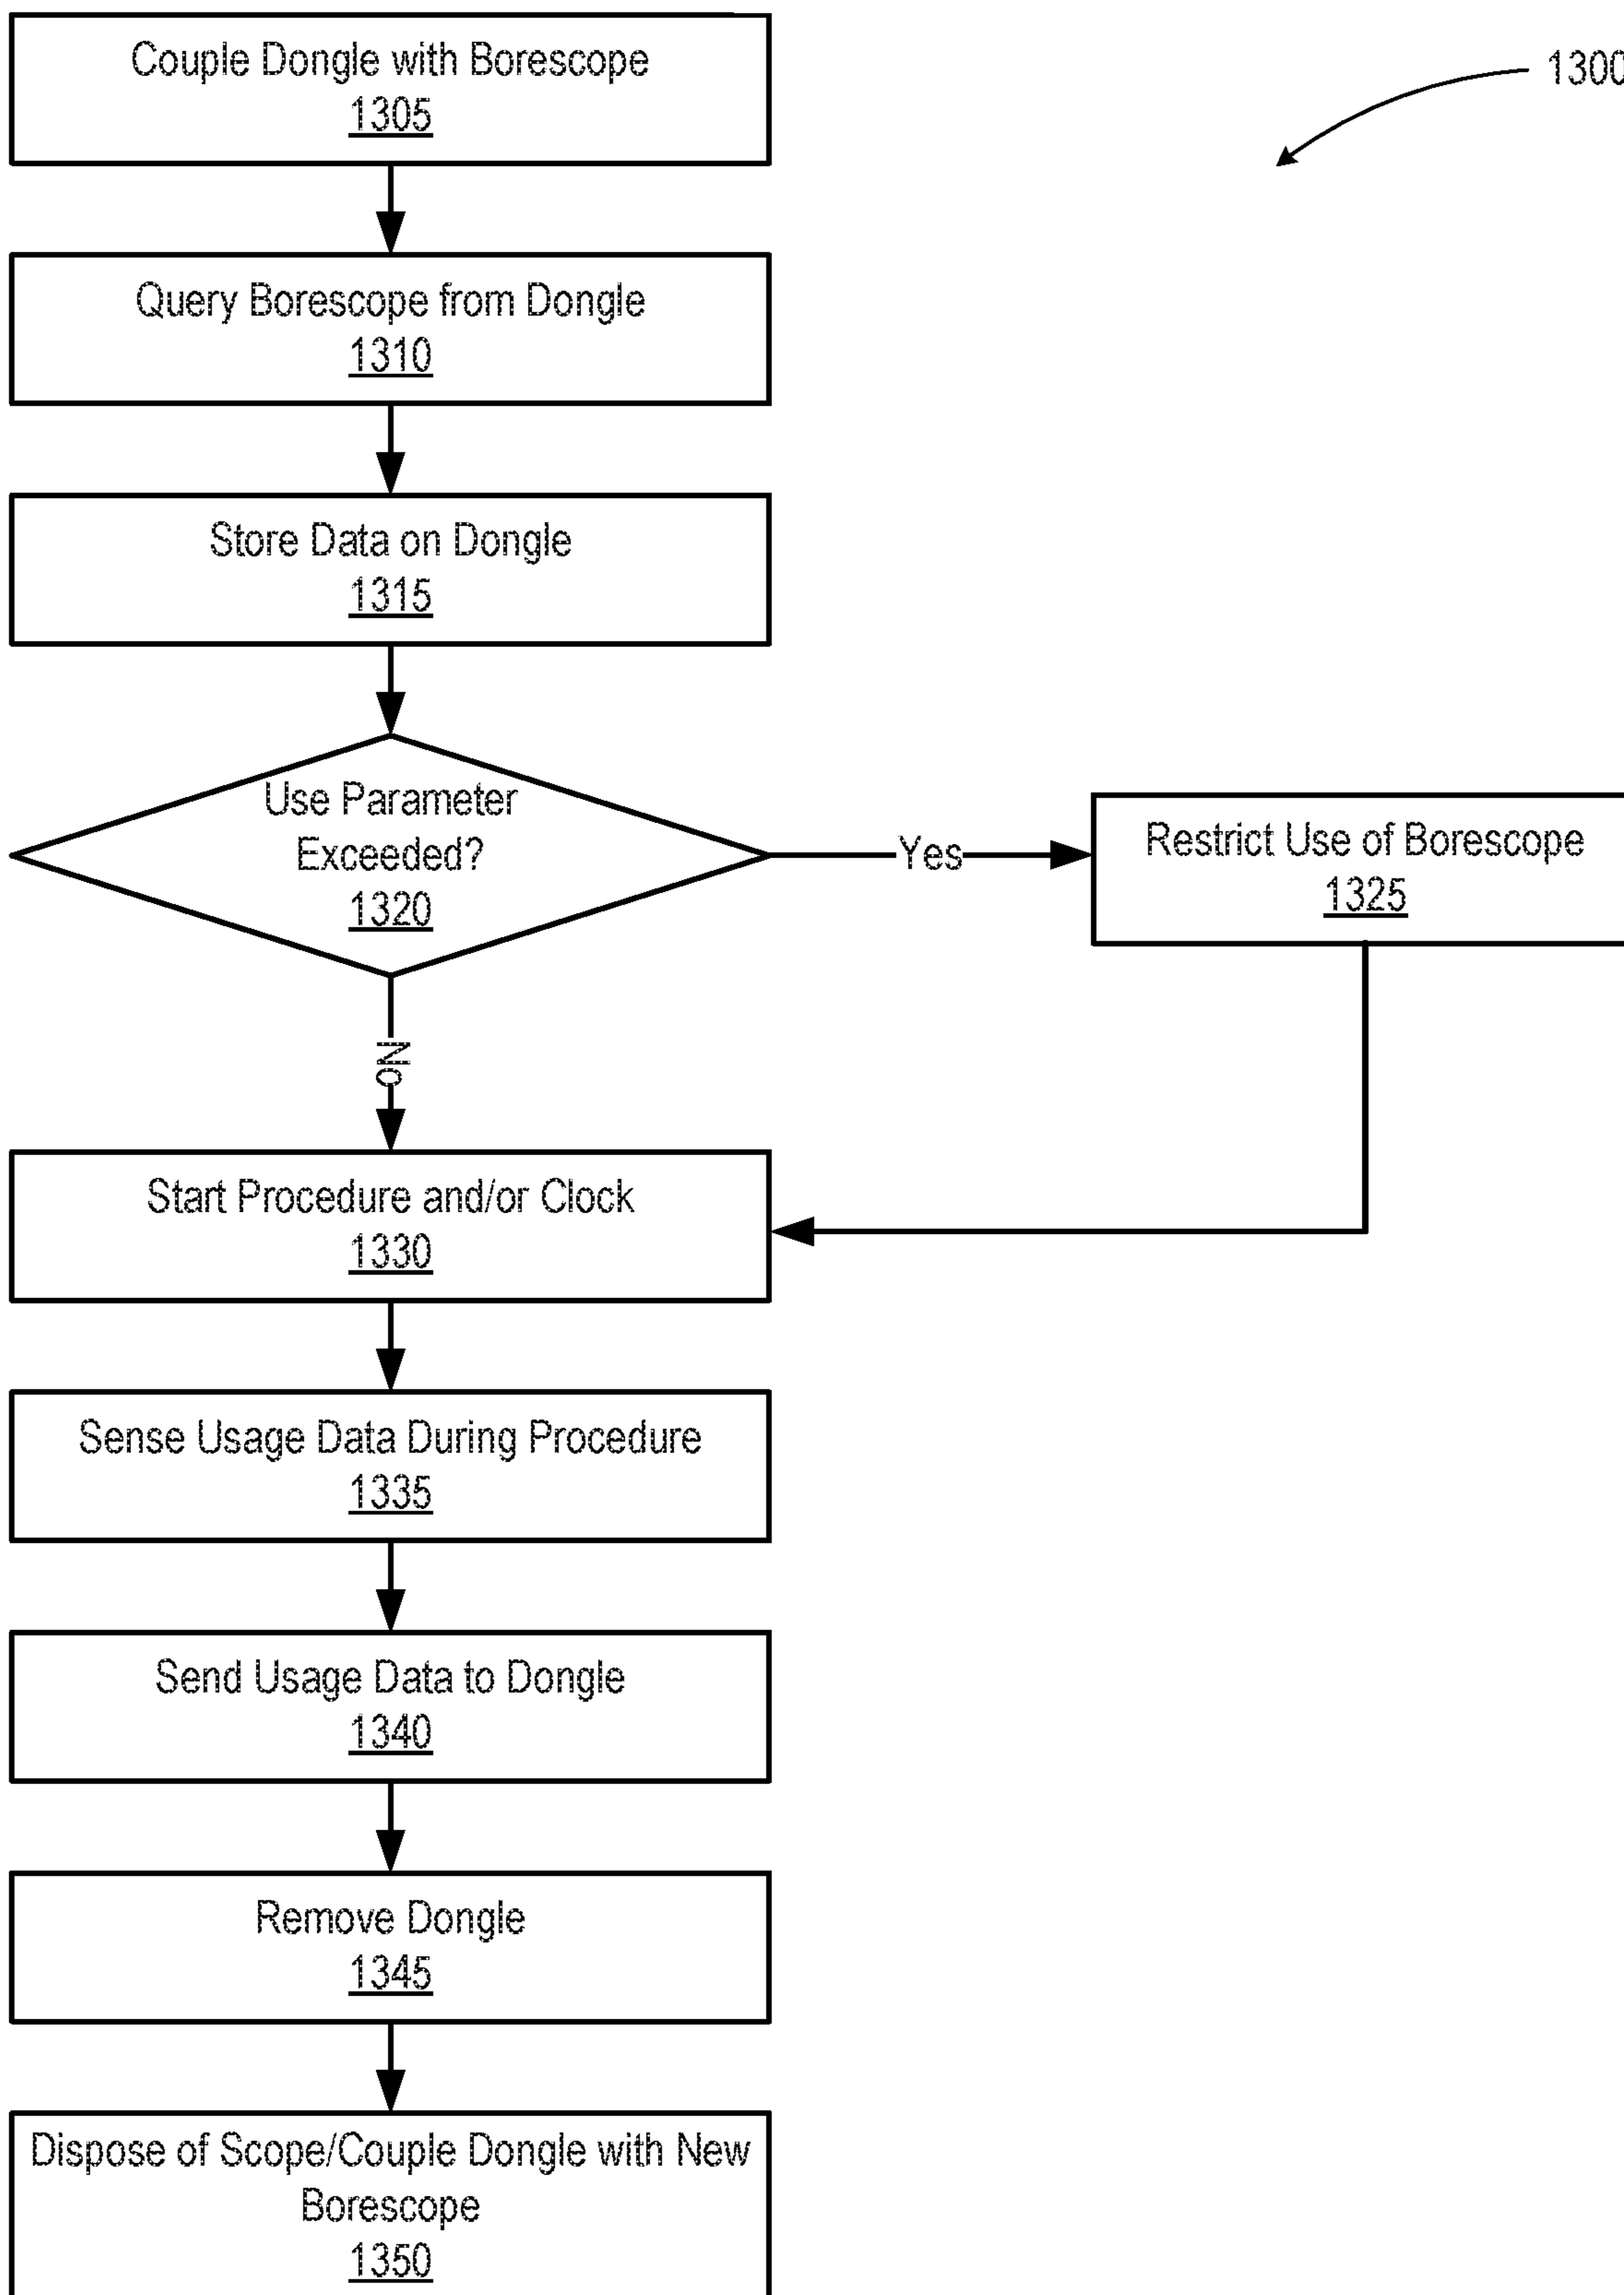 Couple Dongle with Borescope
1305
1300
Query Borescope from Dongle
1310
Store Data on Dongle
1315
Use Parameter
Exceeded?
1320
Yes
Restrict Use of Borescope
1325
No
Start Procedure and/or Clock
1330
Sense Usage Data During Procedure
1335
Send Usage Data to Dongle
1340
Remove Dongle
1345
Dispose of Scope/Couple Dongle with New
Borescope
1350